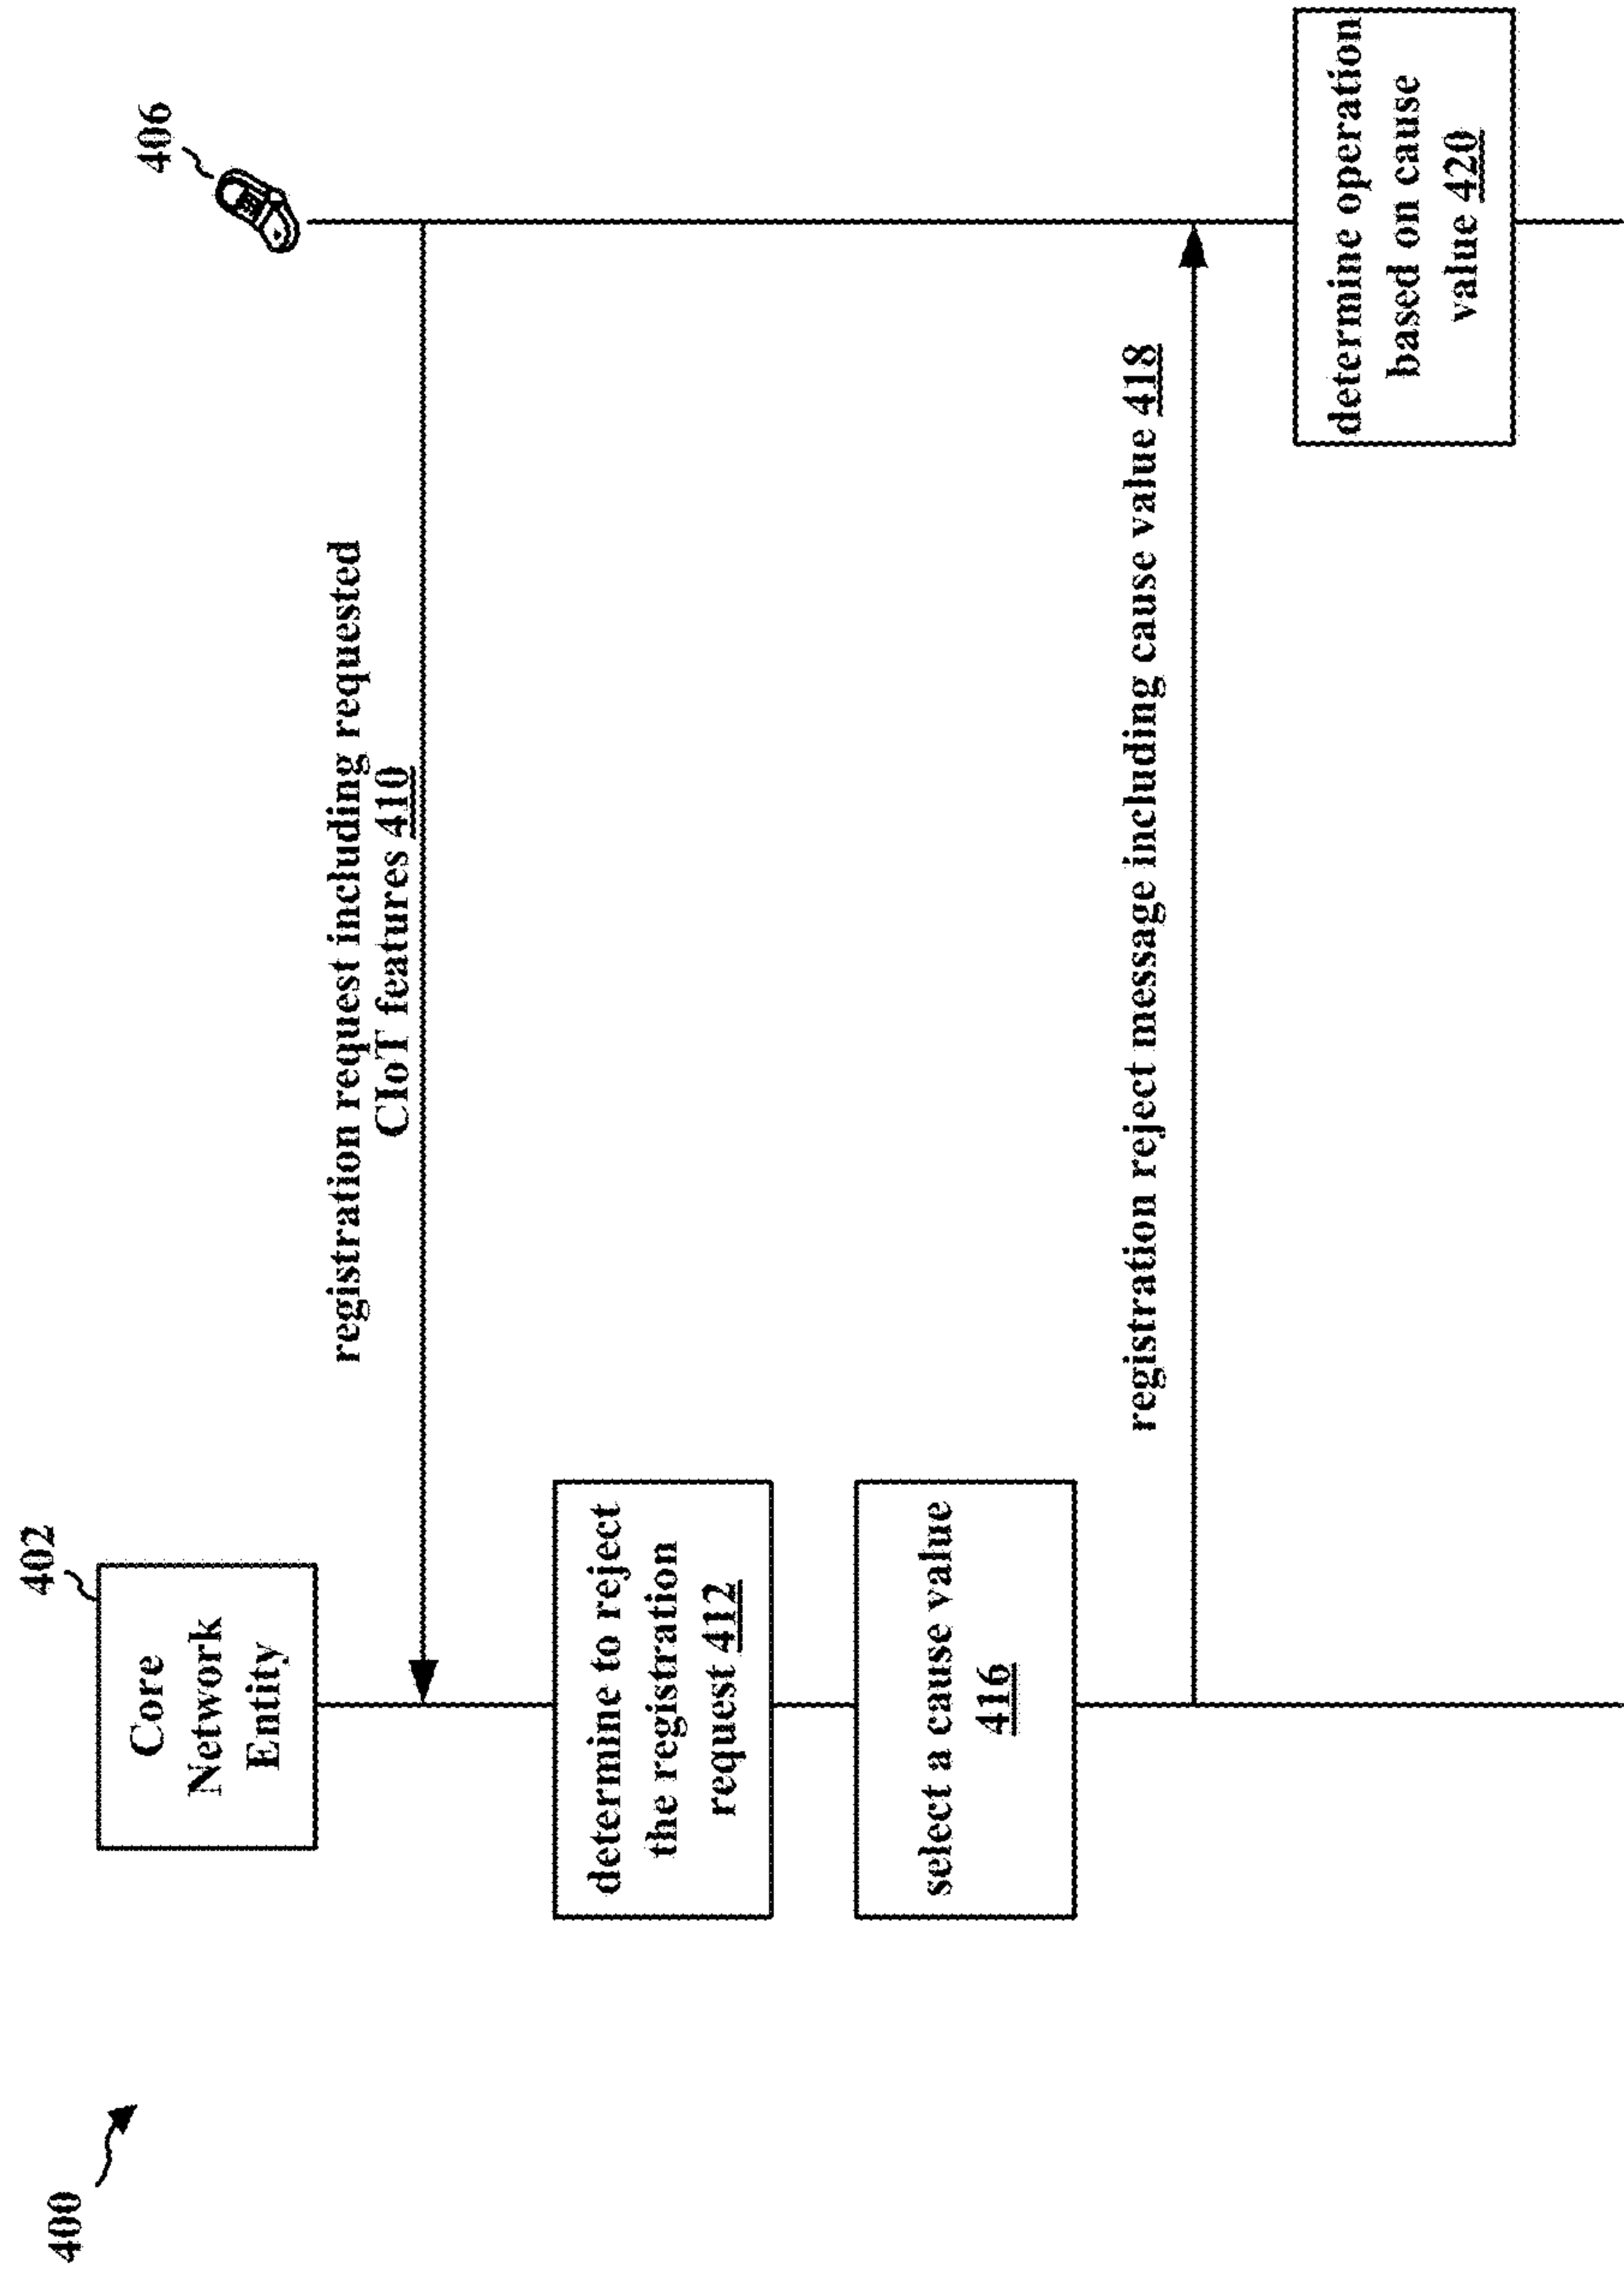 400
402
Core
Network
Entity
406
registration request including requested
CIoT features 410
determine to reject
the registration
request 412
select a cause value
416
registration reject message including cause value 418
determine operation
based on cause
value 420